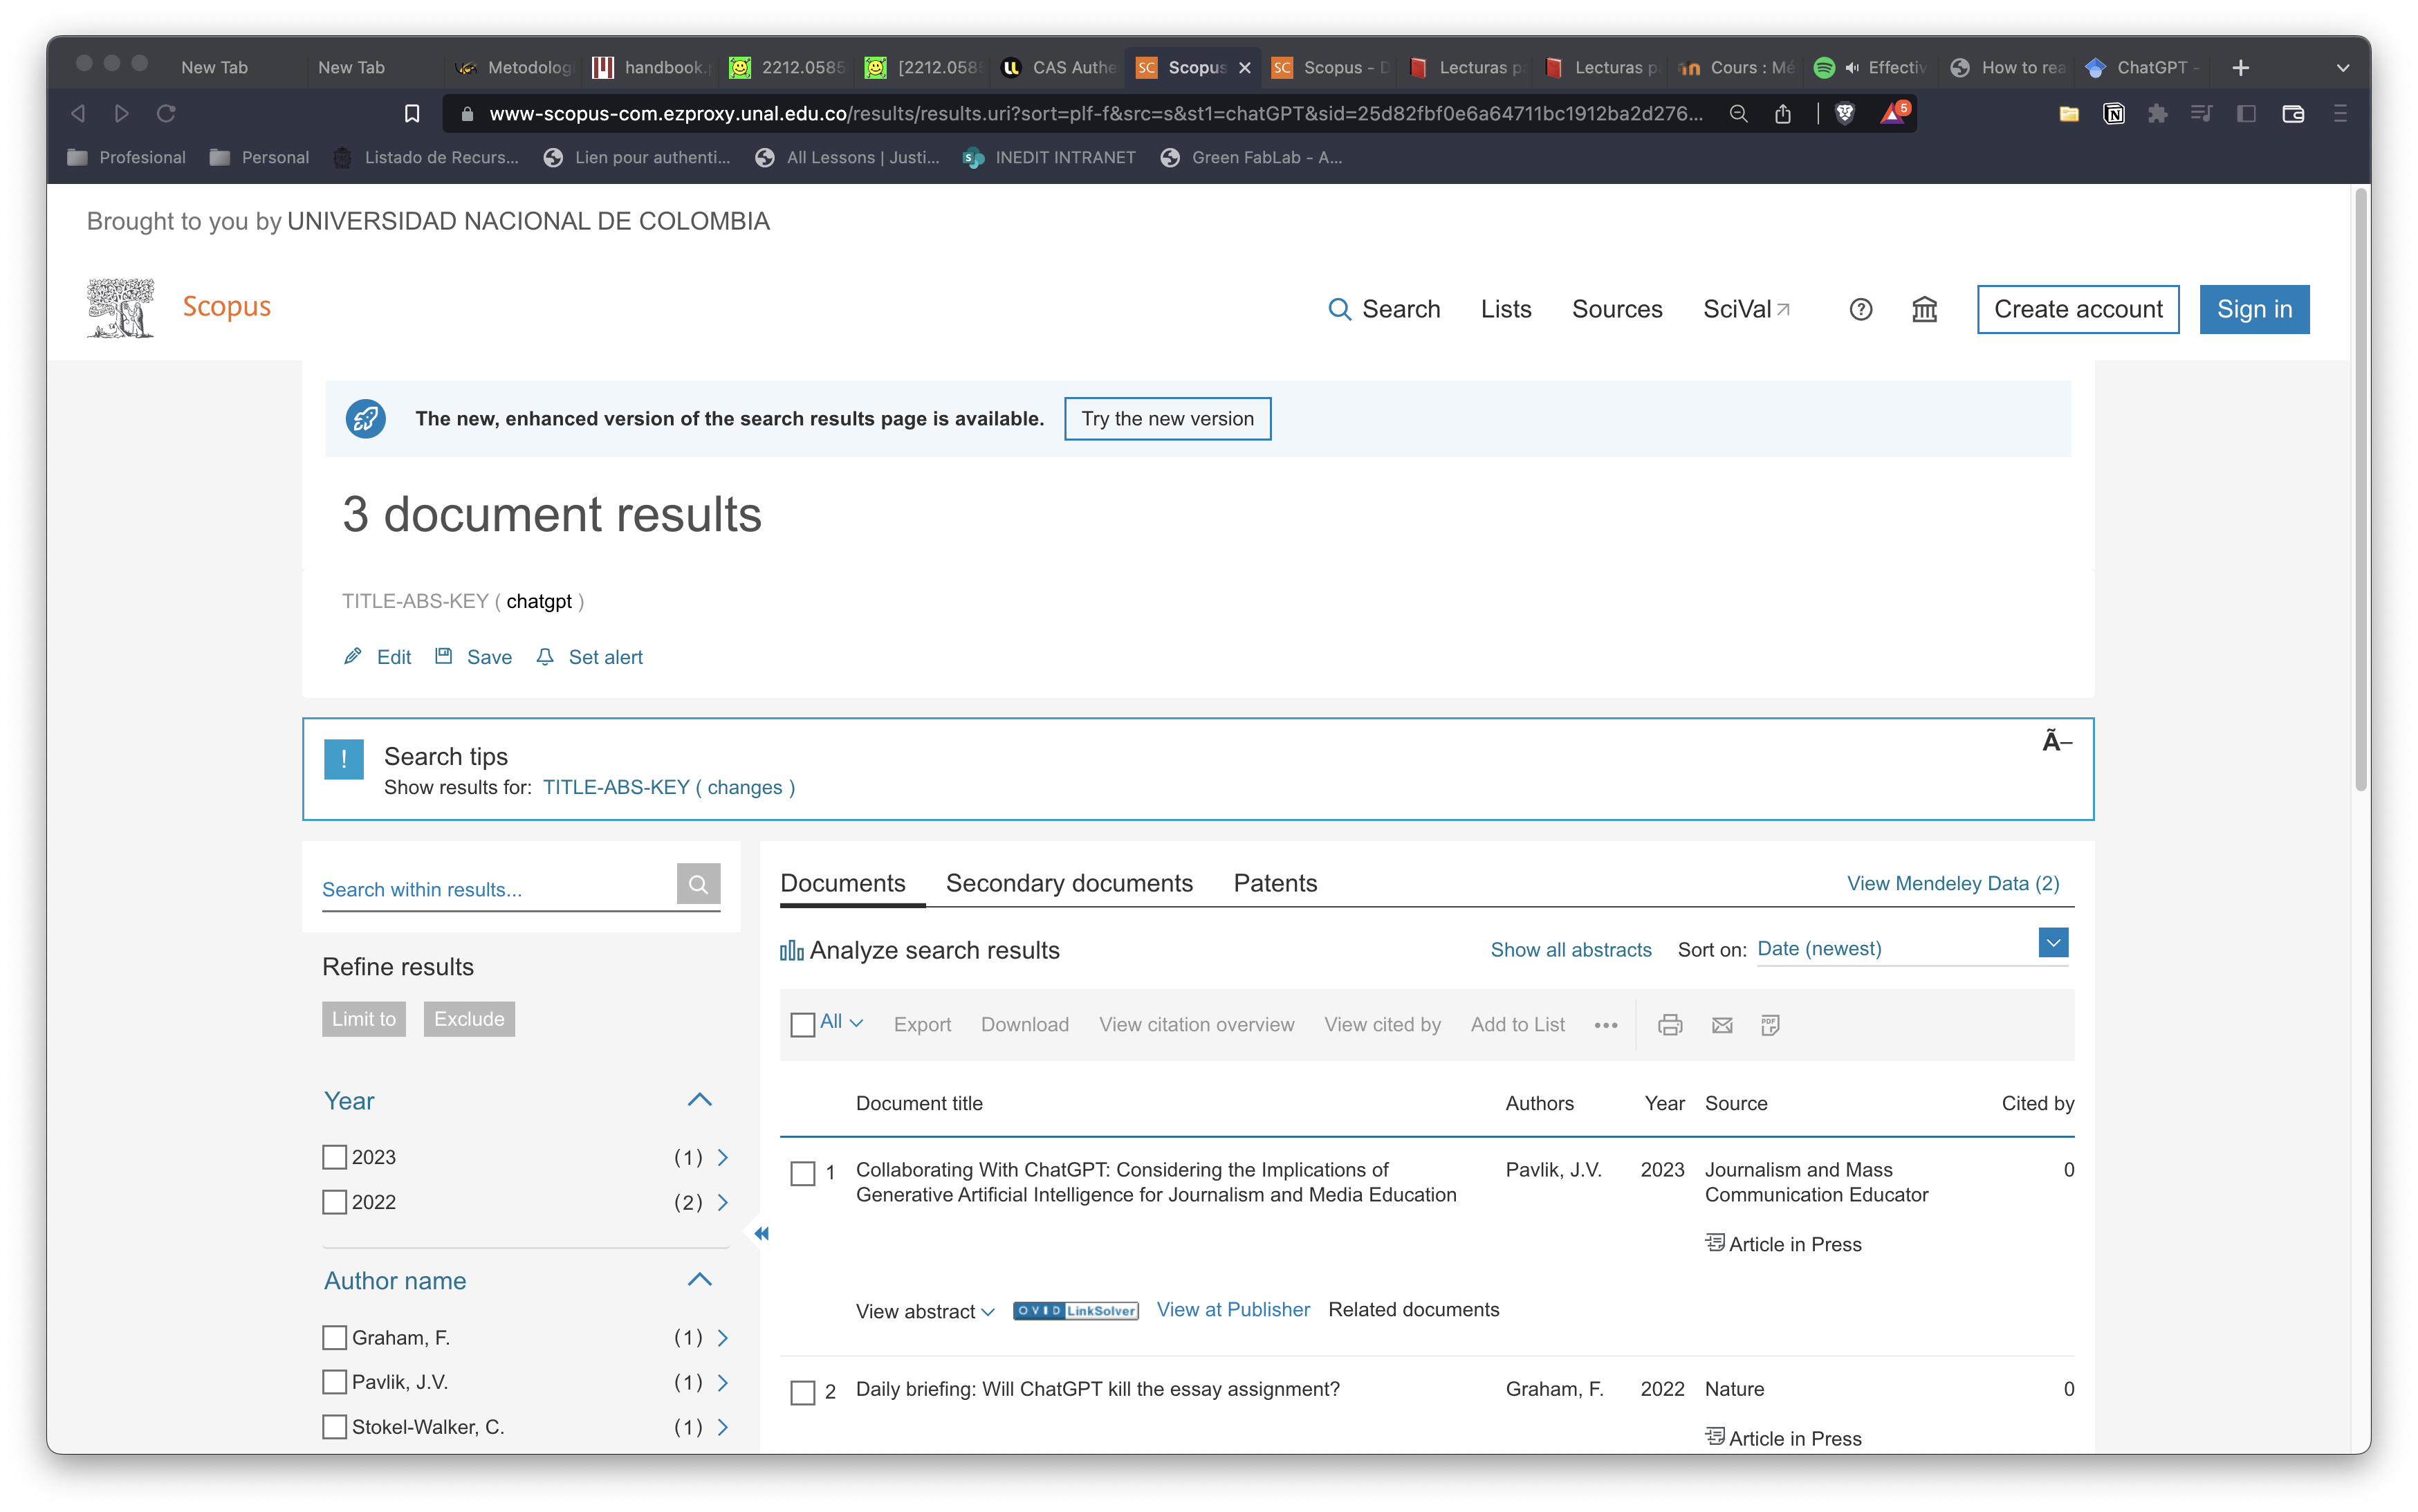 New Tab
New Tab
Metodolog
handbook.
2212.0585
[2212.058
CAS Authe
SC Scopus
SC Scopus - D
Lecturas p
Lecturas p
Cours : Mé
Effectiv
How to rea
ChatGPT -
www-scopus-com.ezproxy.unal.edu.co/results/results.uri?sort=plf-f&src=s&st1=chatGPT&sid=25d82fbf0e6a64711bc1912ba2d276...
5
Profesional
Personal
Listado de Recurs...
Lien pour authenti...
All Lessons | Justi...
INEDIT INTRANET
Green FabLab - A...
Brought to you by UNIVERSIDAD NACIONAL DE COLOMBIA
Scopus
Search
Lists
Sources
SciVal
Create account
Sign in
The new, enhanced version of the search results page is available.
Try the new version
3 document results
TITLE-ABS-KEY ( chatgpt )
Edit
Save
Set alert
!
Search tips
Ã–
Show results for: TITLE-ABS-KEY ( changes )
Search within results...
Refine results
Limit to
Exclude
Year
2023 (1)
2022 (2)
Author name
Graham, F. (1)
Pavlik, J.V. (1)
Stokel-Walker, C. (1)
Documents
Secondary documents
Patents
View Mendeley Data (2)
Analyze search results
Show all abstracts
Sort on: Date (newest)
All
Export
Download
View citation overview
View cited by
Add to List
PDF
Document title
Authors
Year
Source
Cited by
1 Collaborating With ChatGPT: Considering the Implications of
Generative Artificial Intelligence for Journalism and Media Education
Pavlik, J.V.
2023
Journalism and Mass
Communication Educator
0
Article in Press
View abstract
OVID LinkSolver
View at Publisher
Related documents
2 Daily briefing: Will ChatGPT kill the essay assignment?
Graham, F.
2022
Nature
0
Article in Press